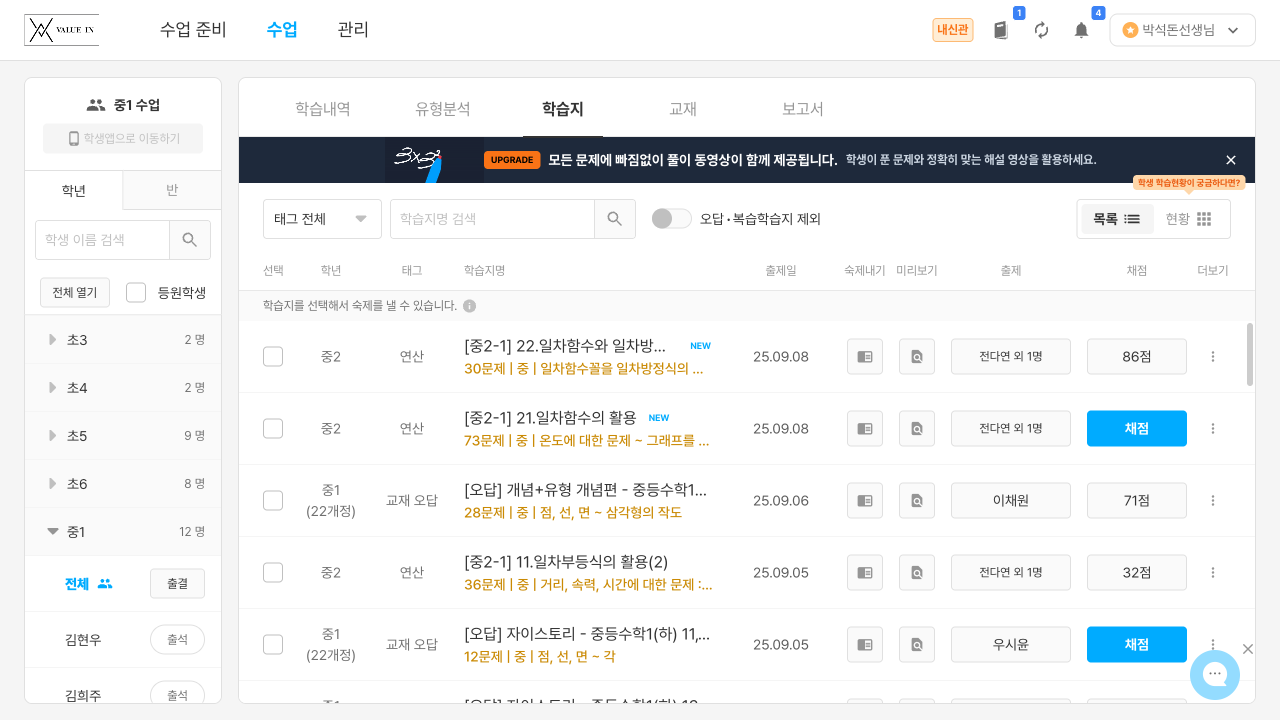 VALUE IN
수업 준비
수업
관리
내신관
1
4
박석돈선생님
중1 수업
학생앱으로 이동하기
학년
반
학생 이름 검색
전체 열기
등원학생
초3
2 명
초4
2 명
초5
9 명
초6
8 명
중1
12 명
전체
출결
김현우
출석
김희주
출석
학습내역
유형분석
학습지
교재
보고서
3×3²
UPGRADE
모든 문제에 빠짐없이 풀이 동영상이 함께 제공됩니다.
학생이 푼 문제와 정확히 맞는 해설 영상을 활용하세요.
학생 학습현황이 궁금하다면?
태그 전체
학습지명 검색
오답 • 복습학습지 제외
목록
현황
선택 학년 태그 학습지명 출제일 숙제내기 미리보기 출제 채점 더보기
학습지를 선택해서 숙제를 낼 수 있습니다.
중2 연산 [중2-1] 22.일차함수와 일차방... NEW 25.09.08 전다연 외 1명 86점
30문제 | 중 | 일차함수꼴을 일차방정식의 ...
중2 연산 [중2-1] 21.일차함수의 활용 NEW 25.09.08 전다연 외 1명 채점
73문제 | 중 | 온도에 대한 문제 ~ 그래프를 ...
중1 (22개정) 교재 오답 [오답] 개념+유형 개념편 - 중등수학1... 25.09.06 이채원 71점
28문제 | 중 | 점, 선, 면 ~ 삼각형의 작도
중2 연산 [중2-1] 11.일차부등식의 활용(2) 25.09.05 전다연 외 1명 32점
36문제 | 중 | 거리, 속력, 시간에 대한 문제 :...
중1 (22개정) 교재 오답 [오답] 자이스토리 - 중등수학1(하) 11,... 25.09.05 우시윤 채점
12문제 | 중 | 점, 선, 면 ~ 각